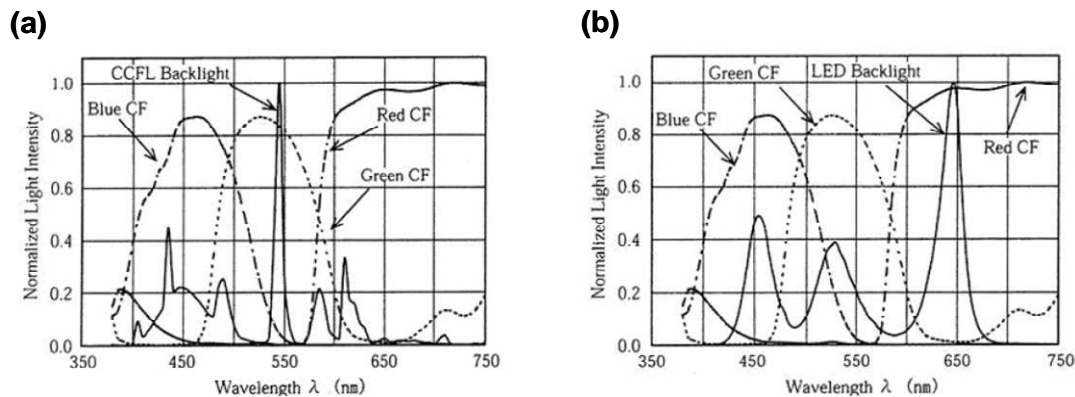 (a)
CCFL Backlight
Blue CF
Red CF
Green CF
Normalized Light Intensity
1.0
0.8
0.6
0.4
0.2
0.0
350
450
550
650
750
Wavelength λ (nm)
(b)
Green CF
LED Backlight
Blue CF
Red CF
Normalized Light Intensity
1.0
0.8
0.6
0.4
0.2
0.0
350
450
550
650
750
Wavelength λ (nm)